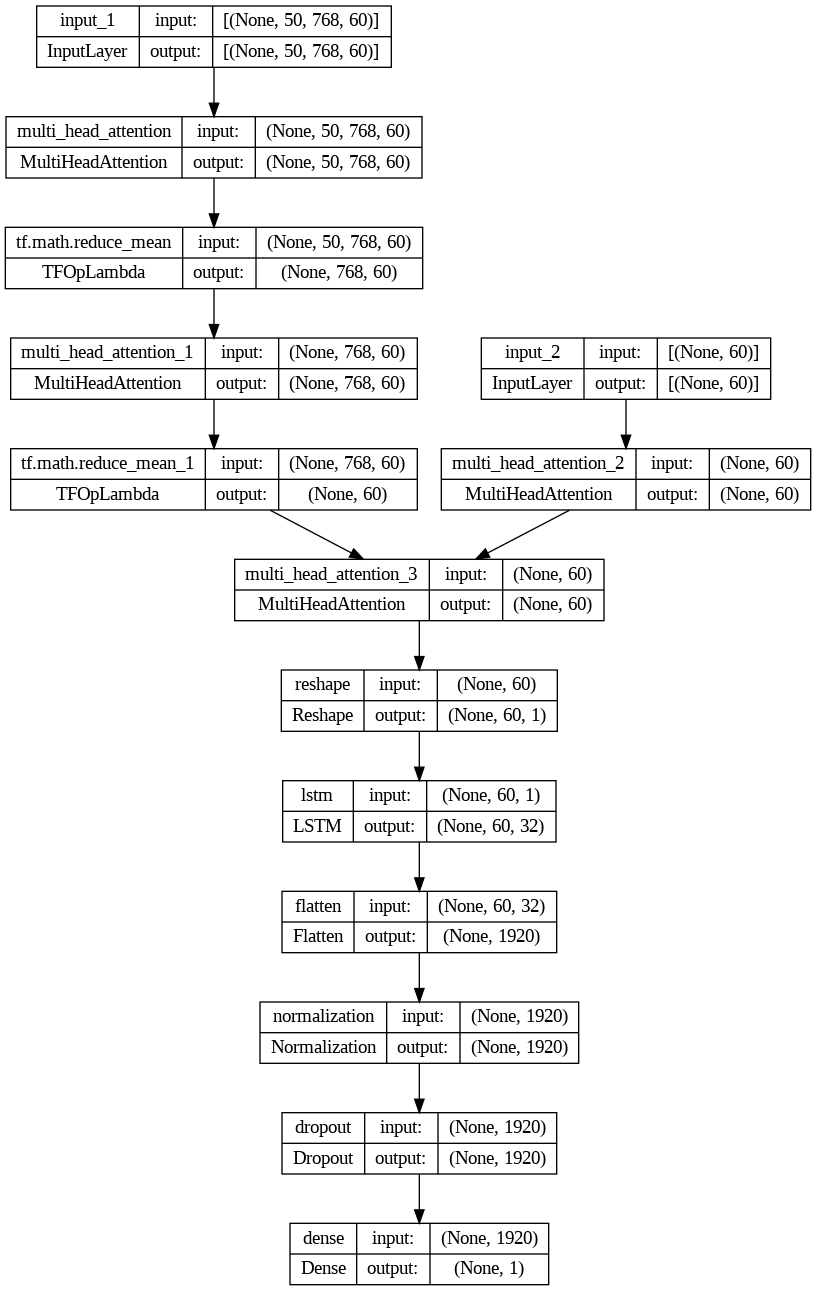 input_1 input: [(None, 50, 768, 60)]
InputLayer output: [(None, 50, 768, 60)]
multi_head_attention input: (None, 50, 768, 60)
MultiHeadAttention output: (None, 50, 768, 60)
tf.math.reduce_mean input: (None, 50, 768, 60)
TFOpLambda output: (None, 768, 60)
multi_head_attention_1 input: (None, 768, 60)
MultiHeadAttention output: (None, 768, 60)
input_2 input: [(None, 60)]
InputLayer output: [(None, 60)]
tf.math.reduce_mean_1 input: (None, 768, 60)
TFOpLambda output: (None, 60)
multi_head_attention_2 input: (None, 60)
MultiHeadAttention output: (None, 60)
multi_head_attention_3 input: (None, 60)
MultiHeadAttention output: (None, 60)
reshape input: (None, 60)
Reshape output: (None, 60, 1)
lstm input: (None, 60, 1)
LSTM output: (None, 60, 32)
flatten input: (None, 60, 32)
Flatten output: (None, 1920)
normalization input: (None, 1920)
Normalization output: (None, 1920)
dropout input: (None, 1920)
Dropout output: (None, 1920)
dense input: (None, 1920)
Dense output: (None, 1)